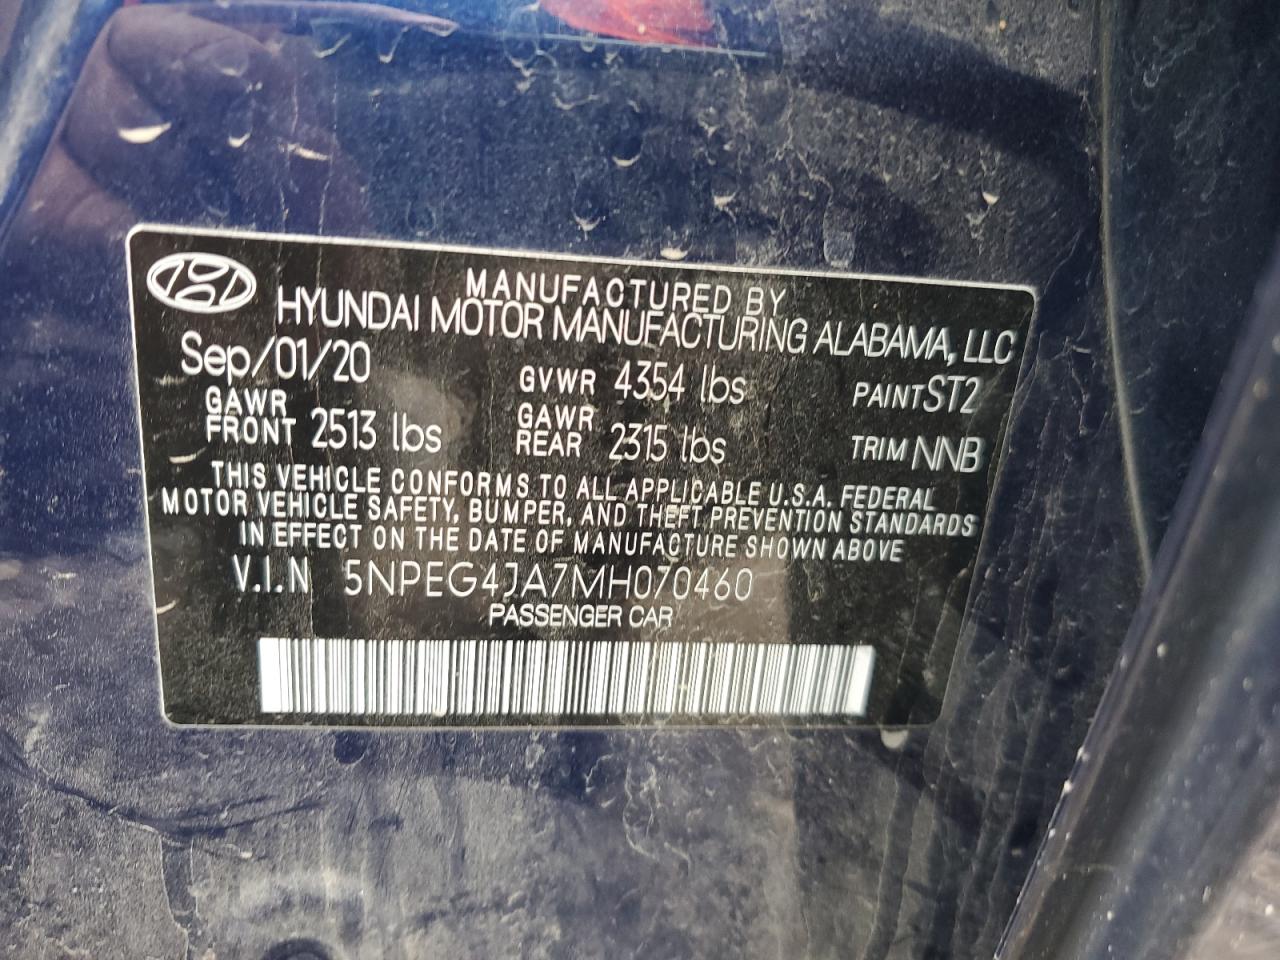 MANUFACTURED BY
HYUNDAI MOTOR MANUFACTURING ALABAMA, LLC
Sep/01/20 GVWR 4354 lbs PAINT ST2
GAWR FRONT 2513 lbs GAWR REAR 2315 lbs TRIM NNB
THIS VEHICLE CONFORMS TO ALL APPLICABLE U.S.A. FEDERAL
MOTOR VEHICLE SAFETY, BUMPER, AND THEFT PREVENTION STANDARDS
IN EFFECT ON THE DATE OF MANUFACTURE SHOWN ABOVE
V.I.N 5NPEG4JA7MH070460
PASSENGER CAR